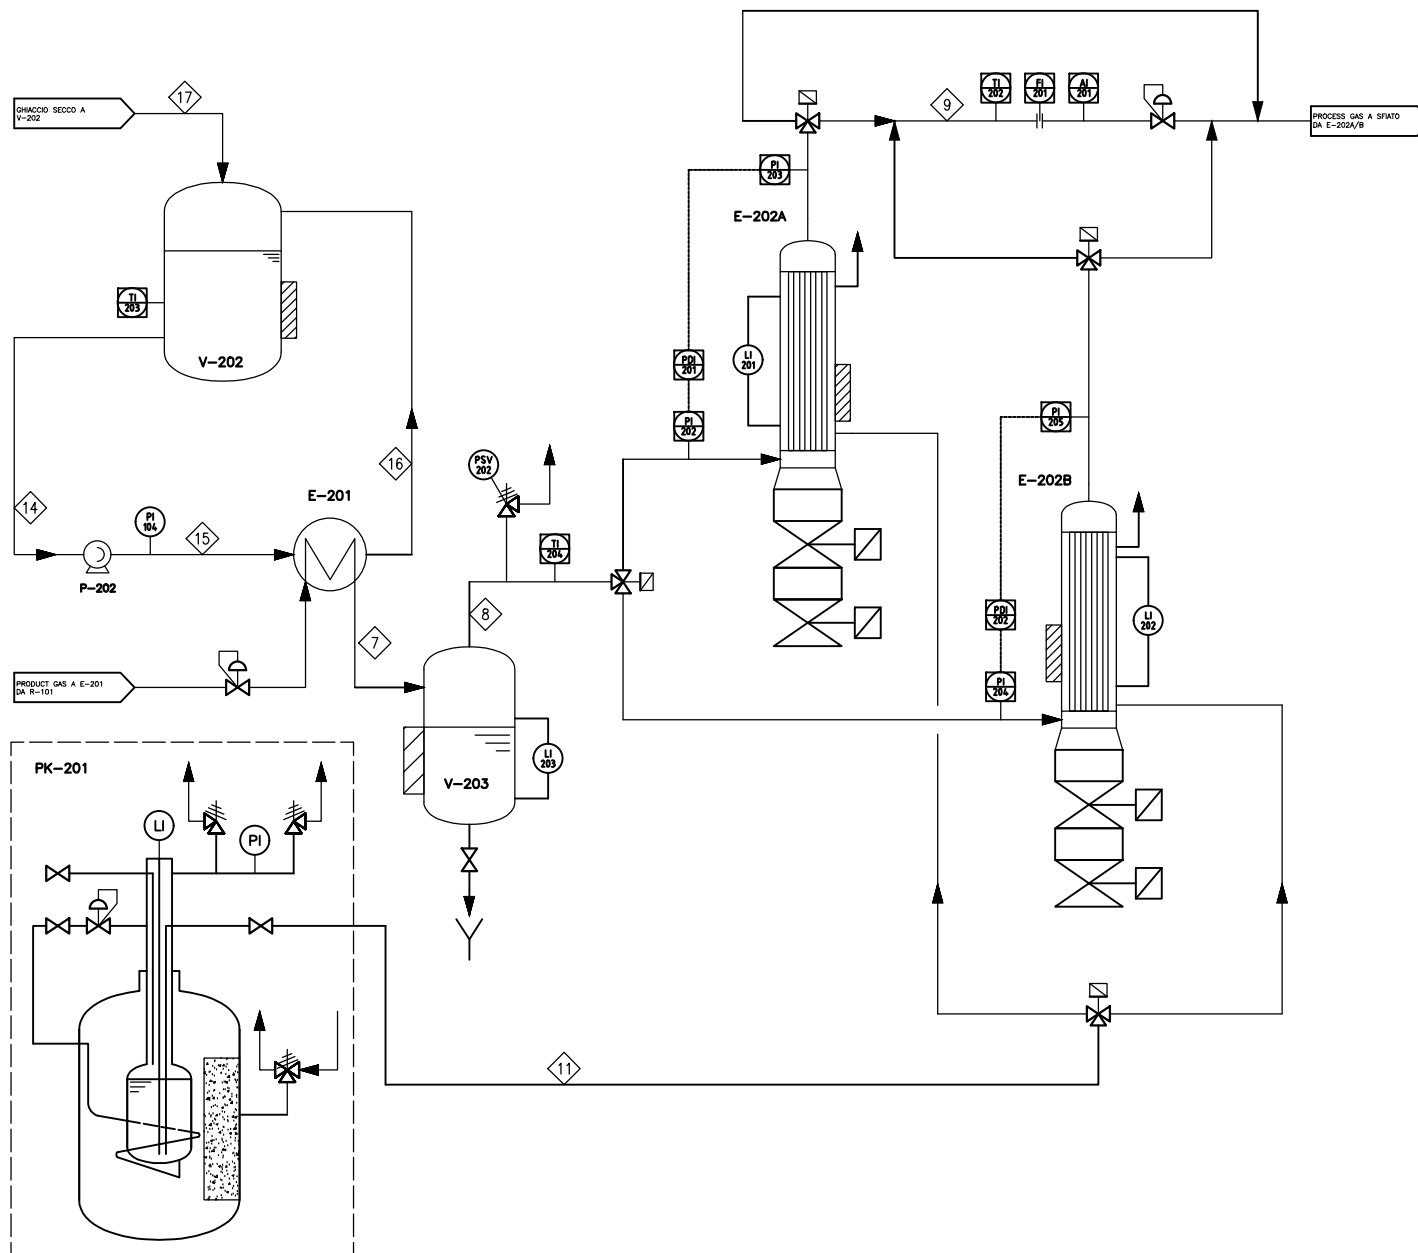 17
GHIACCIO SECCO A
V-202
9
TI
202
FI
201
AI
201
PROCESS GAS A SFIATO
DA E-202A/B
PI
203
E-202A
TI
203
V-202
PDI
201
LI
201
PI
202
PI
205
16
PSV
202
E-202B
E-201
14
PI
104
15
TI
204
P-202
8
PDI
202
LI
202
7
PRODUCT GAS A E-201
DA R-101
PI
204
PK-201
LI
203
V-203
LI
PI
11